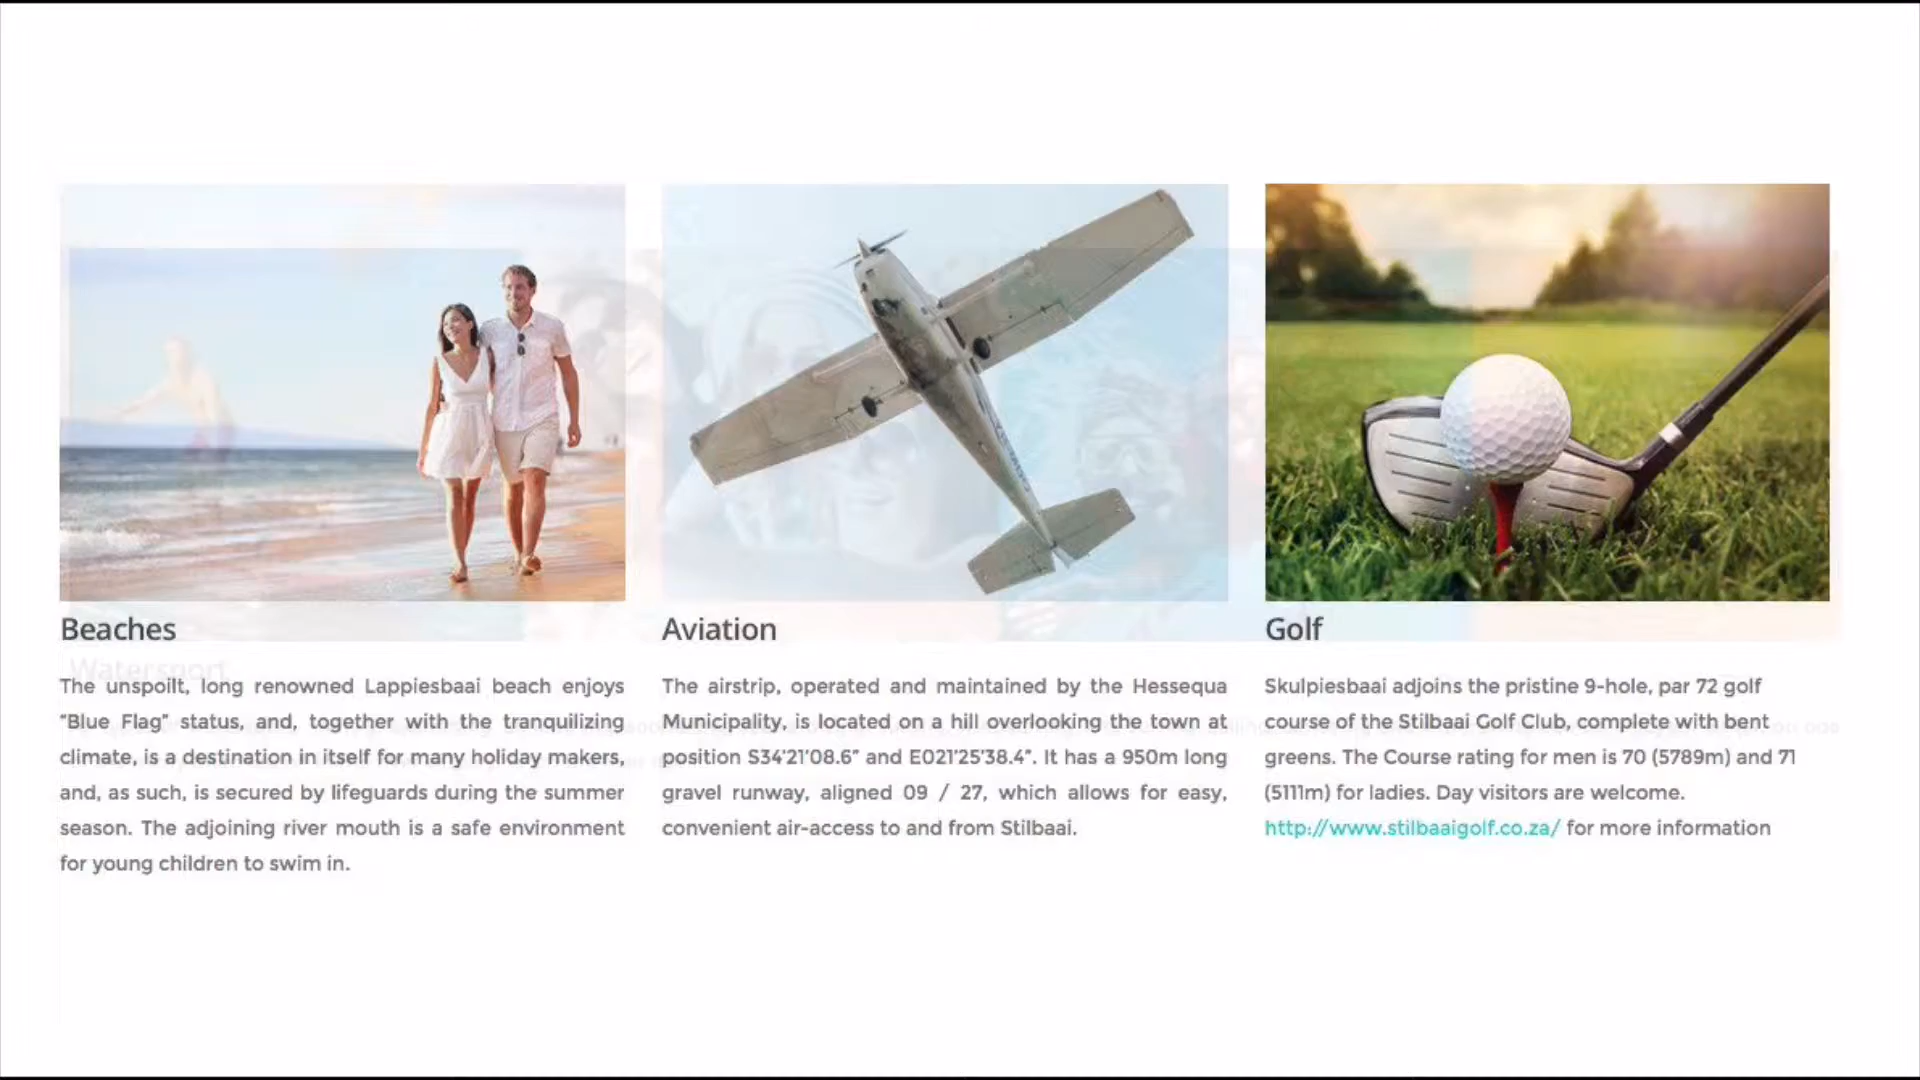 Beaches
The unspoilt, long renowned Lappiesbaai beach enjoys
"Blue Flag" status, and, together with the tranquilizing
climate, is a destination in itself for many holiday makers,
and, as such, is secured by lifeguards during the summer
season. The adjoining river mouth is a safe environment
for young children to swim in.
Aviation
The airstrip, operated and maintained by the Hessequa
Municipality, is located on a hill overlooking the town at
position S34'21'08.6" and E021'25'38.4". It has a 950m long
gravel runway, aligned 09 / 27, which allows for easy,
convenient air-access to and from Stilbaai.
Golf
Skulpiesbaai adjoins the pristine 9-hole, par 72 golf
course of the Stilbaai Golf Club, complete with bent
greens. The Course rating for men is 70 (5789m) and 71
(5111m) for ladies. Day visitors are welcome.
http://www.stilbaaigolf.co.za/ for more information
Watersport